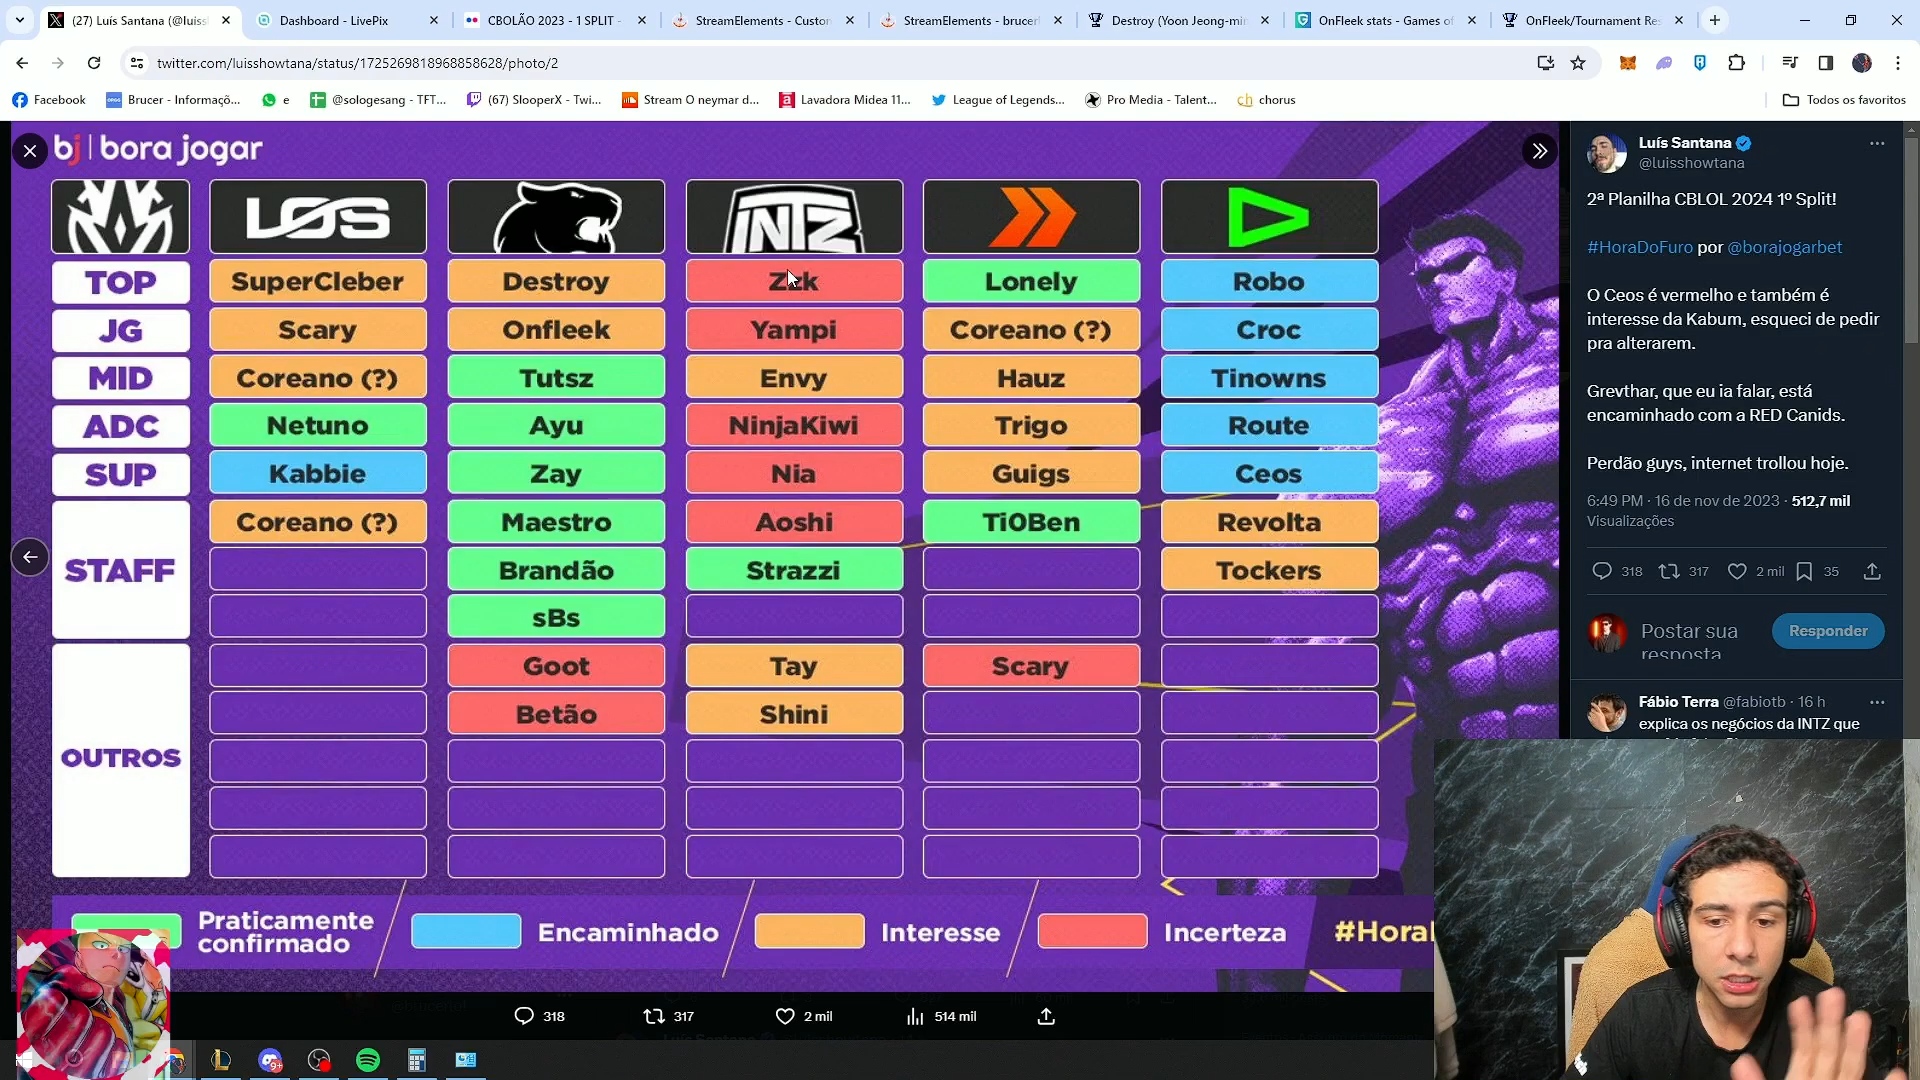 (27) Luís Santana (@luiss
Dashboard - LivePix
CBOLÃO 2023 - 1 SPLIT -
StreamElements - Custom
StreamElements - brucer
Destroy (Yoon Jeong-min
OnFleek stats - Games of
OnFleek/Tournament Res
twitter.com/luisshowtana/status/1725269818968858628/photo/2
Facebook
Brucer - Informaçõ...
e
@sologesang - TFT...
(67) SlooperX - Twi...
Stream O neymar d...
Lavadora Midea 11...
League of Legends...
Pro Media - Talent...
ch chorus
Todos os favoritos
bj | bora jogar
LOS
INTZ
TOP
SuperCleber
Destroy
Zzk
Lonely
Robo
JG
Scary
Onfleek
Yampi
Coreano (?)
Croc
MID
Coreano (?)
Tutsz
Envy
Hauz
Tinowns
ADC
Netuno
Ayu
NinjaKiwi
Trigo
Route
SUP
Kabbie
Zay
Nia
Guigs
Ceos
STAFF
Coreano (?)
Maestro
Aoshi
Ti0Ben
Revolta
Brandão
Strazzi
Tockers
sBs
OUTROS
Goot
Tay
Scary
Betão
Shini
Praticamente
confirmado
Encaminhado
Interesse
Incerteza
#Hora
318
317
2 mil
514 mil
Luís Santana
@luisshowtana
2ª Planilha CBLOL 2024 1º Split!
#HoraDoFuro por @borajogarbet
O Ceos é vermelho e também é
interesse da Kabum, esqueci de pedir
pra alterarem.
Grevthar, que eu ia falar, está
encaminhado com a RED Canids.
Perdão guys, internet trollou hoje.
6:49 PM · 16 de nov de 2023 · 512,7 mil
Visualizações
318
317
2 mil
35
Postar sua
resposta
Responder
Fábio Terra @fabiotb · 16 h
explica os negócios da INTZ que
9+